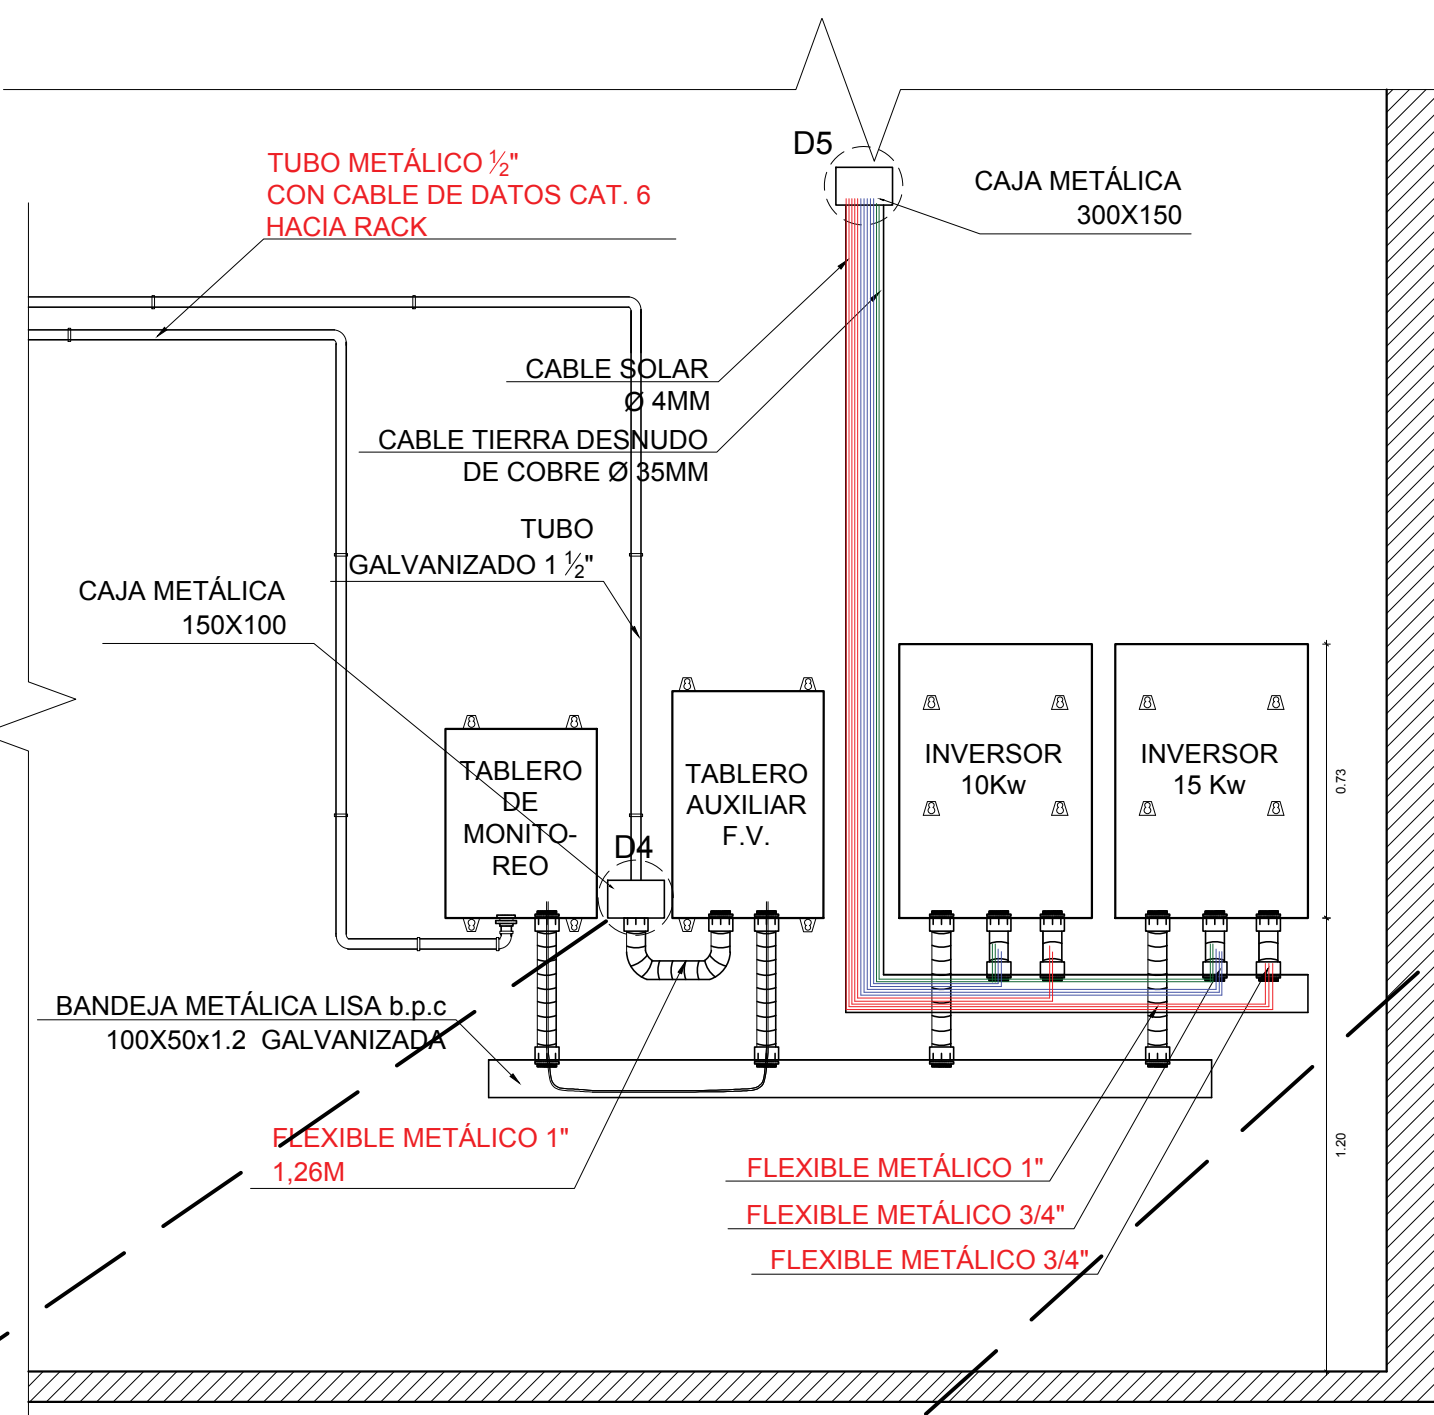 D5
TUBO METÁLICO ½"
CON CABLE DE DATOS CAT. 6
HACIA RACK
CAJA METÁLICA
300X150
CABLE SOLAR
Ø 4MM
CABLE TIERRA DESNUDO
DE COBRE Ø 35MM
TUBO
GALVANIZADO 1 ½"
CAJA METÁLICA
150X100
TABLERO
DE
MONITO-
REO
D4
TABLERO
AUXILIAR
F.V.
INVERSOR
10Kw
INVERSOR
15 Kw
0.73
BANDEJA METÁLICA LISA b.p.c
100X50x1.2 GALVANIZADA
FLEXIBLE METÁLICO 1"
1,26M
FLEXIBLE METÁLICO 1"
FLEXIBLE METÁLICO 3/4"
FLEXIBLE METÁLICO 3/4"
1.20